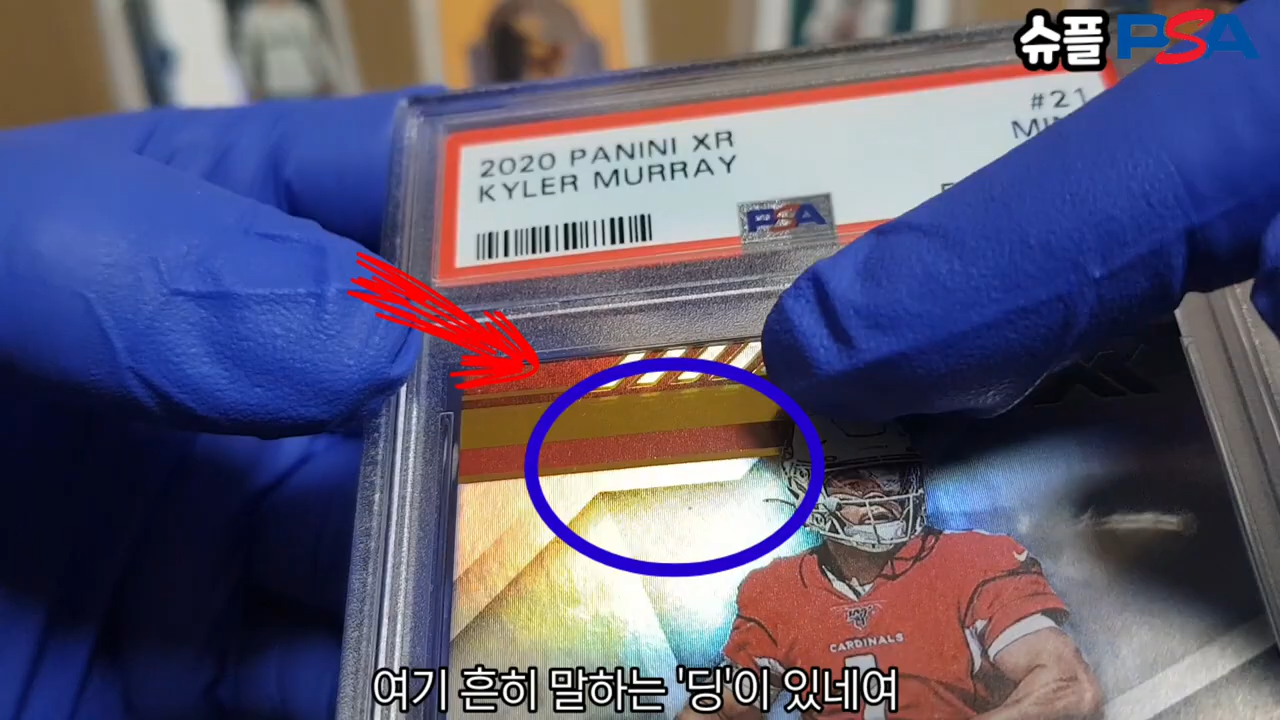 슈플 PSA
2020 PANINI XR
KYLER MURRAY
#21
PSA
CARDINALS
1
여기 흔히 말하는 '딩'이 있네여